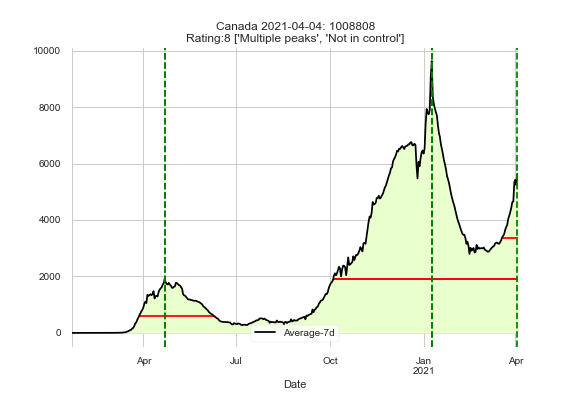 Canada 2021-04-04: 1008808
Rating:8 ['Multiple peaks', 'Not in control']
10000
8000
6000
4000
2000
0
Average-7d
Apr
Jul
Oct
Jan
2021
Apr
Date